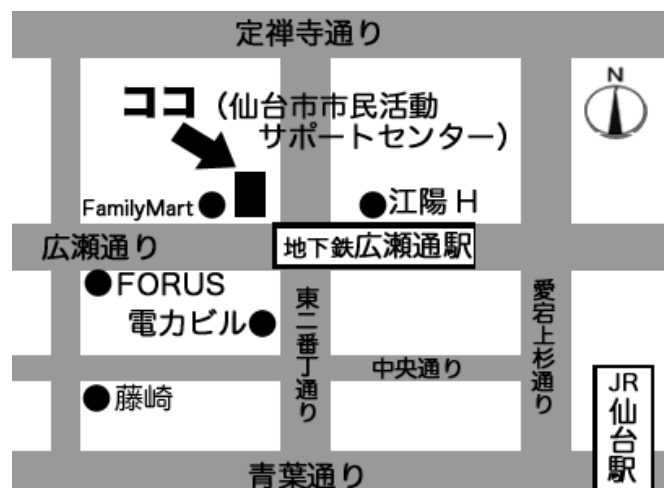 定禅寺通り
N
ココ（仙台市市民活動
サポートセンター）
FamilyMart
江陽 H
広瀬通り
地下鉄広瀬通駅
FORUS
電力ビル
東二番丁通り
愛宕上杉通り
中央通り
藤崎
JR
仙台駅
青葉通り